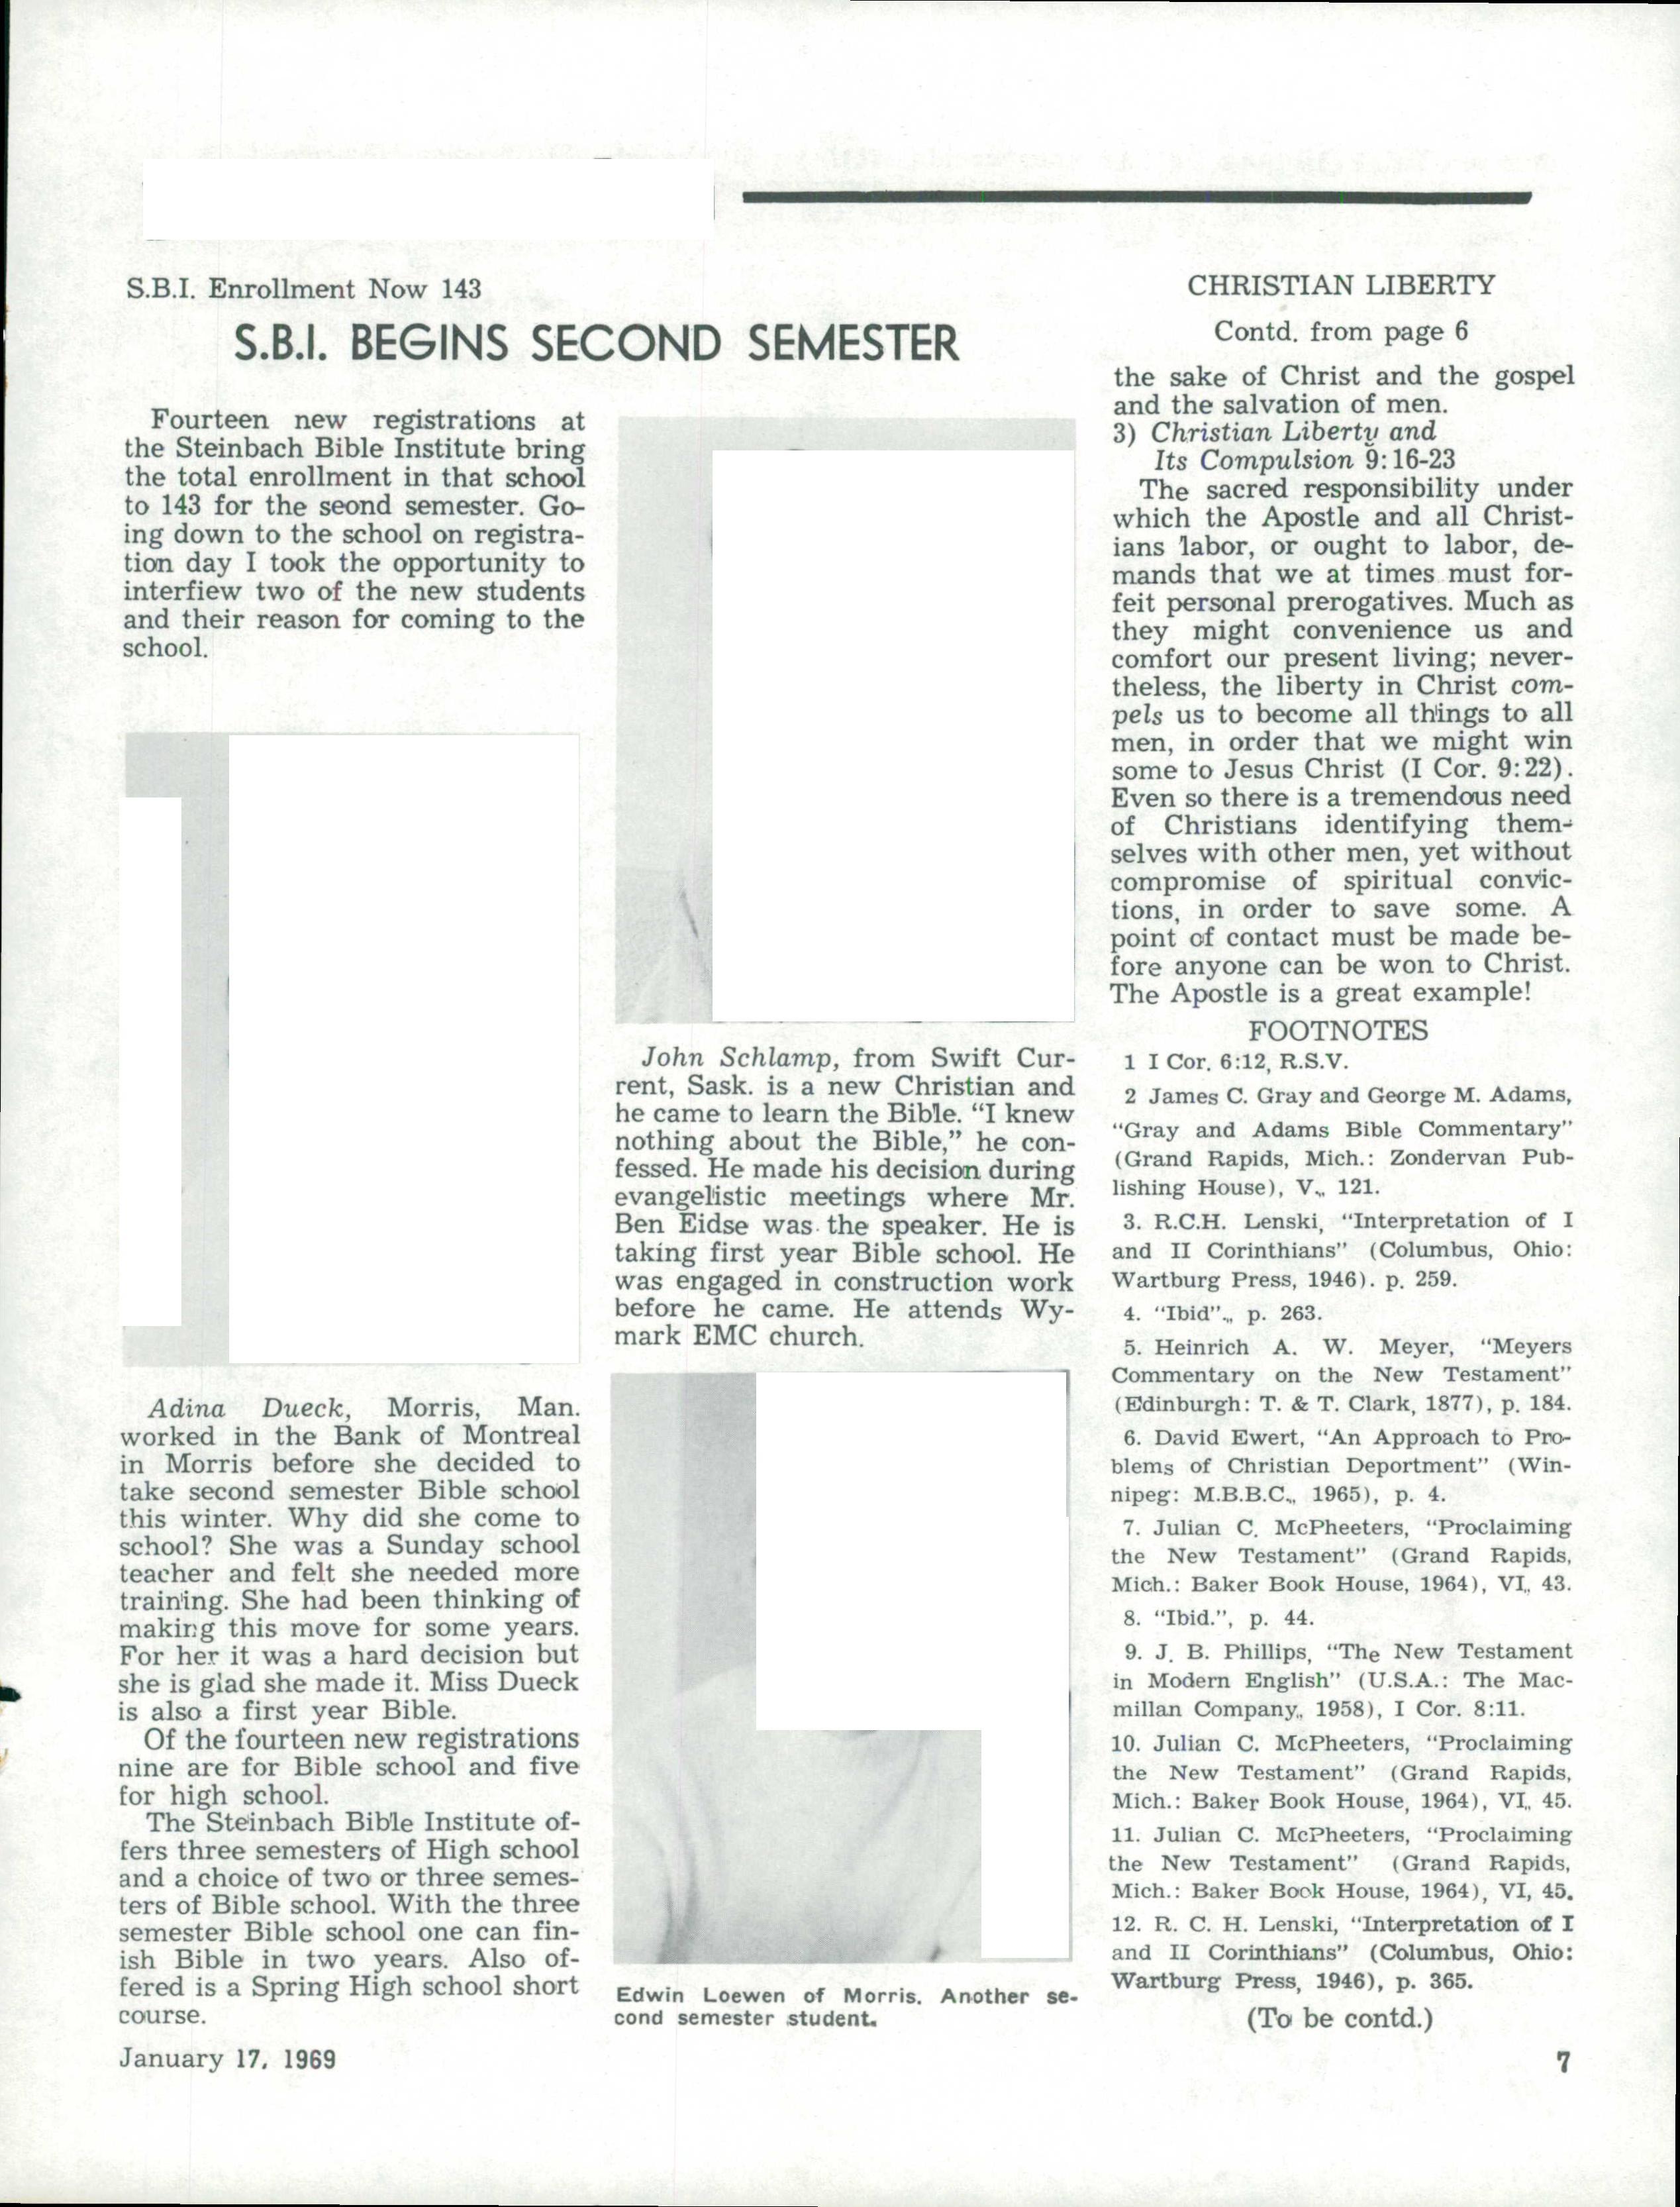 S.B.I. Enrollment Now 143
S.B.I. BEGINS SECOND SEMESTER
Fourteen new registrations at
the Steinbach Bible Institute bring
the total enrollment in that school
to 143 for the seond semester. Go-
ing down to the school on registra-
tion day I took the opportunity to
interfiew two of the new students
and their reason for coming to the
school.
Adina Dueck, Morris, Man.
worked in the Bank of Montreal
in Morris before she decided to
take second semester Bible school
this winter. Why did she come to
school? She was a Sunday school
teacher and felt she needed more
training. She had been thinking of
making this move for some years.
For her it was a hard decision but
she is glad she made it. Miss Dueck
is also a first year Bible.
Of the fourteen new registrations
nine are for Bible school and five
for high school.
The Steinbach Bible Institute of-
fers three semesters of High school
and a choice of two or three semes-
ters of Bible school. With the three
semester Bible school one can fin-
ish Bible in two years. Also of-
fered is a Spring High school short
course.
John Schlamp, from Swift Cur-
rent, Sask. is a new Christian and
he came to learn the Bible. "I knew
nothing about the Bible," he con-
fessed. He made his decision during
evangelistic meetings where Mr.
Ben Eidse was the speaker. He is
taking first year Bible school. He
was engaged in construction work
before he came. He attends Wy-
mark EMC church.
Edwin Loewen of Morris. Another se-
cond semester student.
CHRISTIAN LIBERTY
Contd. from page 6
the sake of Christ and the gospel
and the salvation of men.
3) Christian Liberty and
Its Compulsion 9:16-23
The sacred responsibility under
which the Apostle and all Christ-
ians labor, or ought to labor, de-
mands that we at times must for-
feit personal prerogatives. Much as
they might convenience us and
comfort our present living; never-
theless, the liberty in Christ com-
pels us to become all things to all
men, in order that we might win
some to Jesus Christ (I Cor. 9:22).
Even so there is a tremendous need
of Christians identifying them-
selves with other men, yet without
compromise of spiritual convic-
tions, in order to save some. A
point of contact must be made be-
fore anyone can be won to Christ.
The Apostle is a great example!
FOOTNOTES
1 I Cor. 6:12, R.S.V.
2 James C. Gray and George M. Adams,
"Gray and Adams Bible Commentary"
(Grand Rapids, Mich.: Zondervan Pub-
lishing House), V., 121.
3. R.C.H. Lenski, "Interpretation of I
and II Corinthians" (Columbus, Ohio:
Wartburg Press, 1946). p. 259.
4. "Ibid"., p. 263.
5. Heinrich A. W. Meyer, "Meyers
Commentary on the New Testament"
(Edinburgh: T. & T. Clark, 1877), p. 184.
6. David Ewert, "An Approach to Pro-
blems of Christian Deportment" (Win-
nipeg: M.B.B.C., 1965), p. 4.
7. Julian C. McPheeters, "Proclaiming
the New Testament" (Grand Rapids,
Mich.: Baker Book House, 1964), VI, 43.
8. "Ibid.", p. 44.
9. J. B. Phillips, "The New Testament
in Modern English" (U.S.A.: The Mac-
millan Company, 1958), I Cor. 8:11.
10. Julian C. McPheeters, "Proclaiming
the New Testament" (Grand Rapids,
Mich.: Baker Book House, 1964), VI, 45.
11. Julian C. McPheeters, "Proclaiming
the New Testament" (Grand Rapids,
Mich.: Baker Book House, 1964), VI, 45.
12. R. C. H. Lenski, "Interpretation of I
and II Corinthians" (Columbus, Ohio:
Wartburg Press, 1946), p. 365.
(To be contd.)
January 17, 1969
7